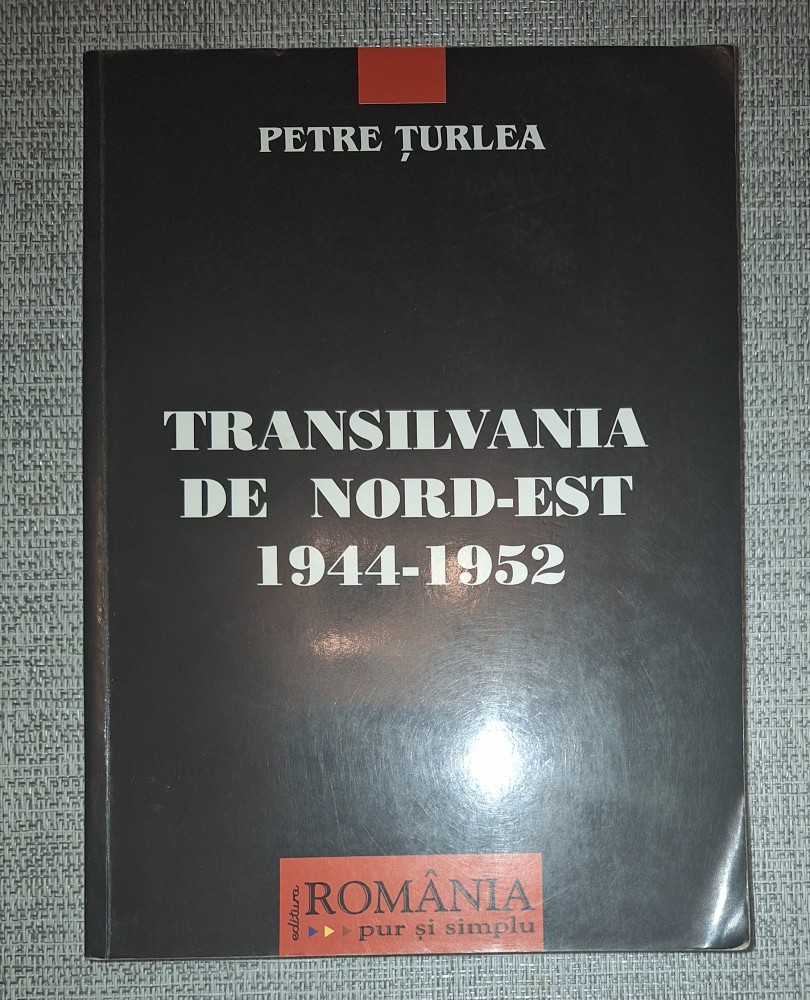 PETRE ȚURLEA
TRANSILVANIA
DE NORD-EST
1944-1952
editura
ROMÂNIA
pur și simplu